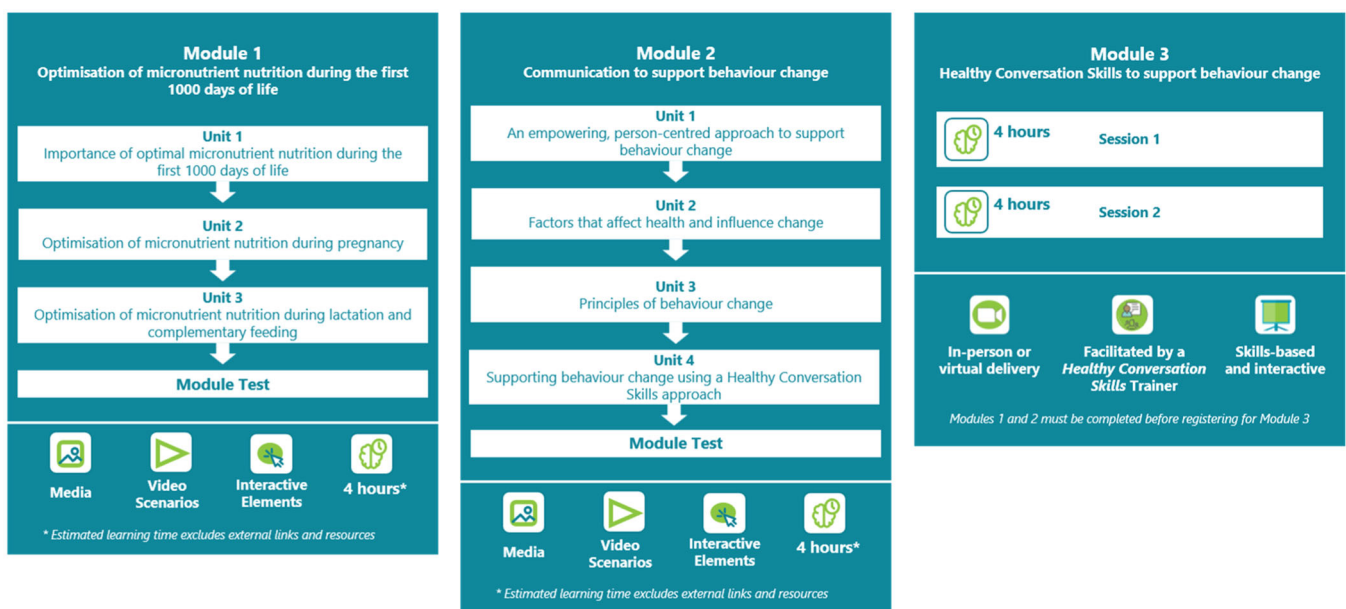 Module 1
Optimisation of micronutrient nutrition during the first
1000 days of life
Unit 1
Importance of optimal micronutrient nutrition during the
first 1000 days of life
Unit 2
Optimisation of micronutrient nutrition during pregnancy
Unit 3
Optimisation of micronutrient nutrition during lactation and
complementary feeding
Module Test
Media
Video
Scenarios
Interactive
Elements
4 hours*
* Estimated learning time excludes external links and resources
Module 2
Communication to support behaviour change
Unit 1
An empowering, person-centred approach to support
behaviour change
Unit 2
Factors that affect health and influence change
Unit 3
Principles of behaviour change
Unit 4
Supporting behaviour change using a Healthy Conversation
Skills approach
Module Test
Media
Video
Scenarios
Interactive
Elements
4 hours*
* Estimated learning time excludes external links and resources
Module 3
Healthy Conversation Skills to support behaviour change
4 hours
Session 1
4 hours
Session 2
In-person or
virtual delivery
Facilitated by a
Healthy Conversation
Skills Trainer
Skills-based
and interactive
Modules 1 and 2 must be completed before registering for Module 3